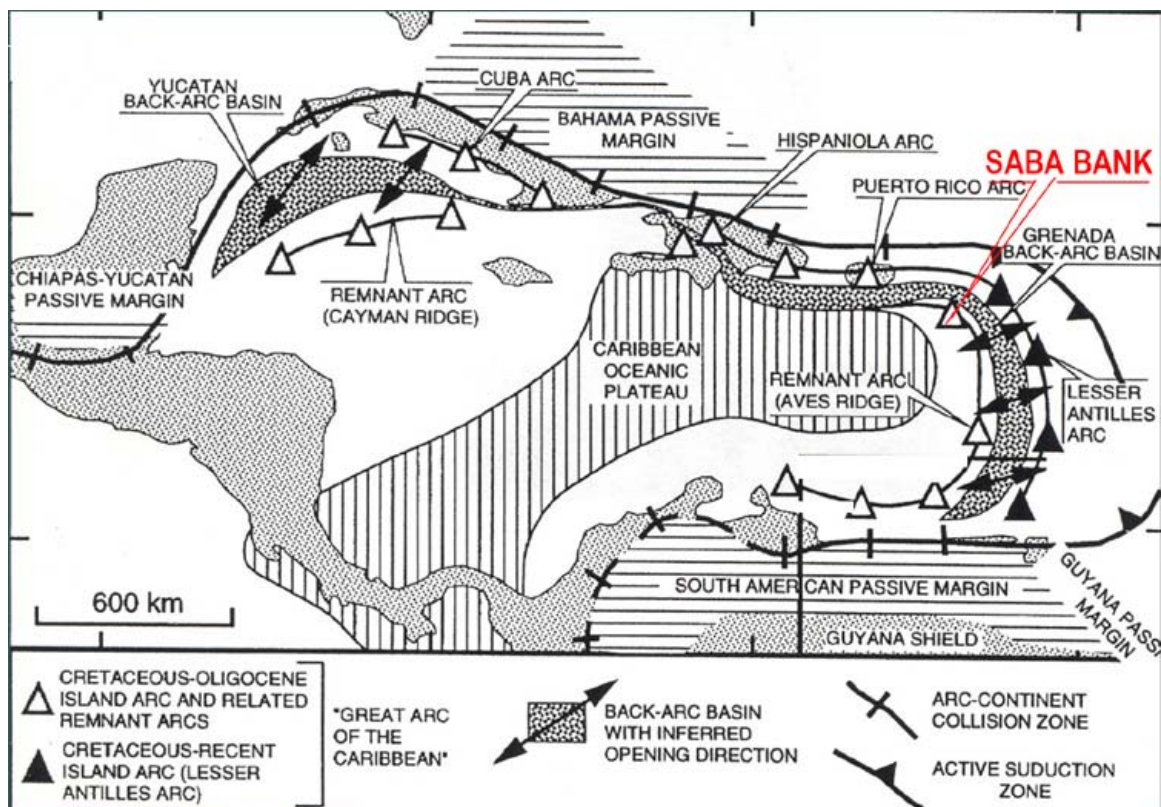 YUCATAN
BACK-ARC BASIN
CUBA ARC
BAHAMA PASSIVE
MARGIN
HISPANIOLA ARC
SABA BANK
PUERTO RICO ARC
GRENADA
BACK-ARC BASIN
CHIAPAS-YUCATAN
PASSIVE MARGIN
REMNANT ARC
(CAYMAN RIDGE)
CARIBBEAN
OCEANIC
PLATEAU
REMNANT ARC
(AVES RIDGE)
LESSER
ANTILLES
ARC
600 km
SOUTH AMERICAN PASSIVE MARGIN
GUYANA SHIELD
GUYANA PASSI
MARGIN
CRETACEOUS-OLIGOCENE
ISLAND ARC AND RELATED
REMNANT ARCS
CRETACEOUS-RECENT
ISLAND ARC (LESSER
ANTILLES ARC)
"GREAT ARC
OF THE
CARIBBEAN"
BACK-ARC BASIN
WITH INFERRED
OPENING DIRECTION
ARC-CONTINENT
COLLISION ZONE
ACTIVE SUDUCTION
ZONE